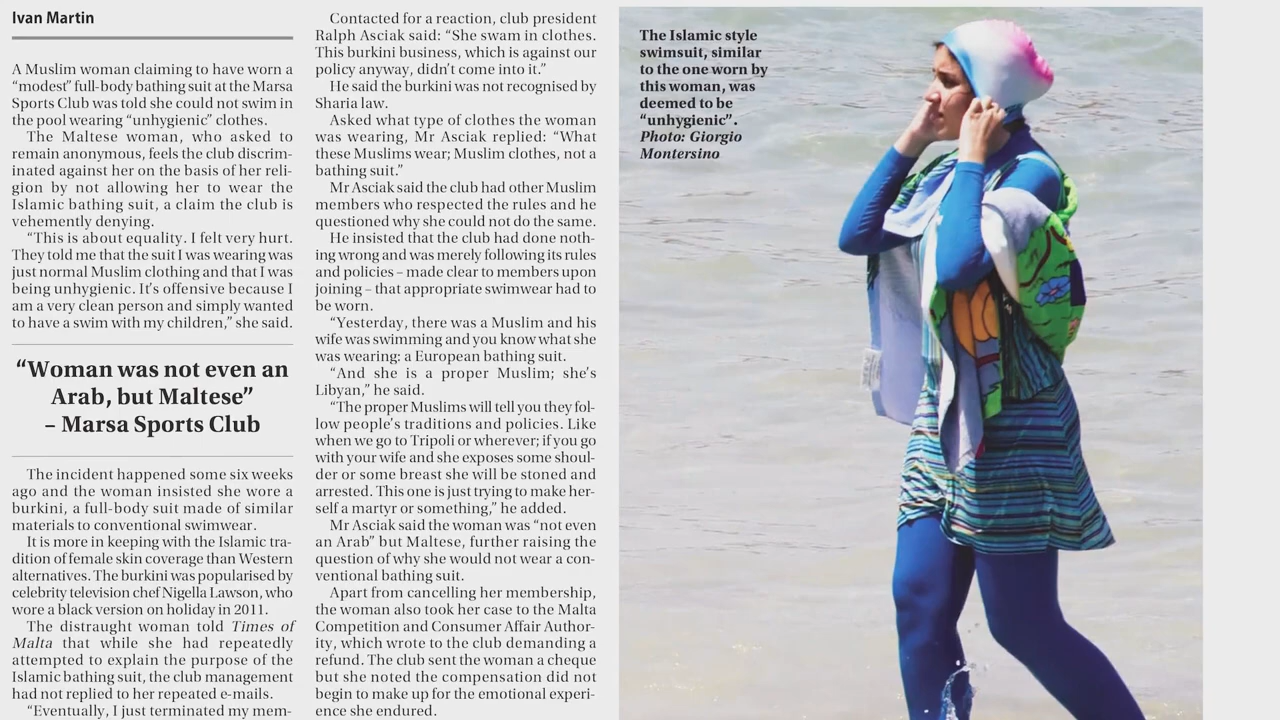 Ivan Martin
A Muslim woman claiming to have worn a
“modest” full-body bathing suit at the Marsa
Sports Club was told she could not swim in
the pool wearing “unhygienic” clothes.
The Maltese woman, who asked to
remain anonymous, feels the club discrim-
inated against her on the basis of her reli-
gion by not allowing her to wear the
Islamic bathing suit, a claim the club is
vehemently denying.
“This is about equality. I felt very hurt.
They told me that the suit I was wearing was
just normal Muslim clothing and that I was
being unhygienic. It’s offensive because I
am a very clean person and simply wanted
to have a swim with my children,” she said.
“Woman was not even an
Arab, but Maltese”
– Marsa Sports Club
The incident happened some six weeks
ago and the woman insisted she wore a
burkini, a full-body suit made of similar
materials to conventional swimwear.
It is more in keeping with the Islamic tra-
dition of female skin coverage than Western
alternatives. The burkini was popularised by
celebrity television chef Nigella Lawson, who
wore a black version on holiday in 2011.
The distraught woman told Times of
Malta that while she had repeatedly
attempted to explain the purpose of the
Islamic bathing suit, the club management
had not replied to her repeated e-mails.
“Eventually, I just terminated my mem-
Contacted for a reaction, club president
Ralph Asciak said: “She swam in clothes.
This burkini business, which is against our
policy anyway, didn’t come into it.”
He said the burkini was not recognised by
Sharia law.
Asked what type of clothes the woman
was wearing, Mr Asciak replied: “What
these Muslims wear; Muslim clothes, not a
bathing suit.”
Mr Asciak said the club had other Muslim
members who respected the rules and he
questioned why she could not do the same.
He insisted that the club had done noth-
ing wrong and was merely following its rules
and policies – made clear to members upon
joining – that appropriate swimwear had to
be worn.
“Yesterday, there was a Muslim and his
wife was swimming and you know what she
was wearing: a European bathing suit.
“And she is a proper Muslim; she’s
Libyan,” he said.
“The proper Muslims will tell you they fol-
low people’s traditions and policies. Like
when we go to Tripoli or wherever; if you go
with your wife and she exposes some shoul-
der or some breast she will be stoned and
arrested. This one is just trying to make her-
self a martyr or something,” he added.
Mr Asciak said the woman was “not even
an Arab” but Maltese, further raising the
question of why she would not wear a con-
ventional bathing suit.
Apart from cancelling her membership,
the woman also took her case to the Malta
Competition and Consumer Affair Author-
ity, which wrote to the club demanding a
refund. The club sent the woman a cheque
but she noted the compensation did not
begin to make up for the emotional experi-
ence she endured.
The Islamic style
swimsuit, similar
to the one worn by
this woman, was
deemed to be
“unhygienic”.
Photo: Giorgio
Montersino